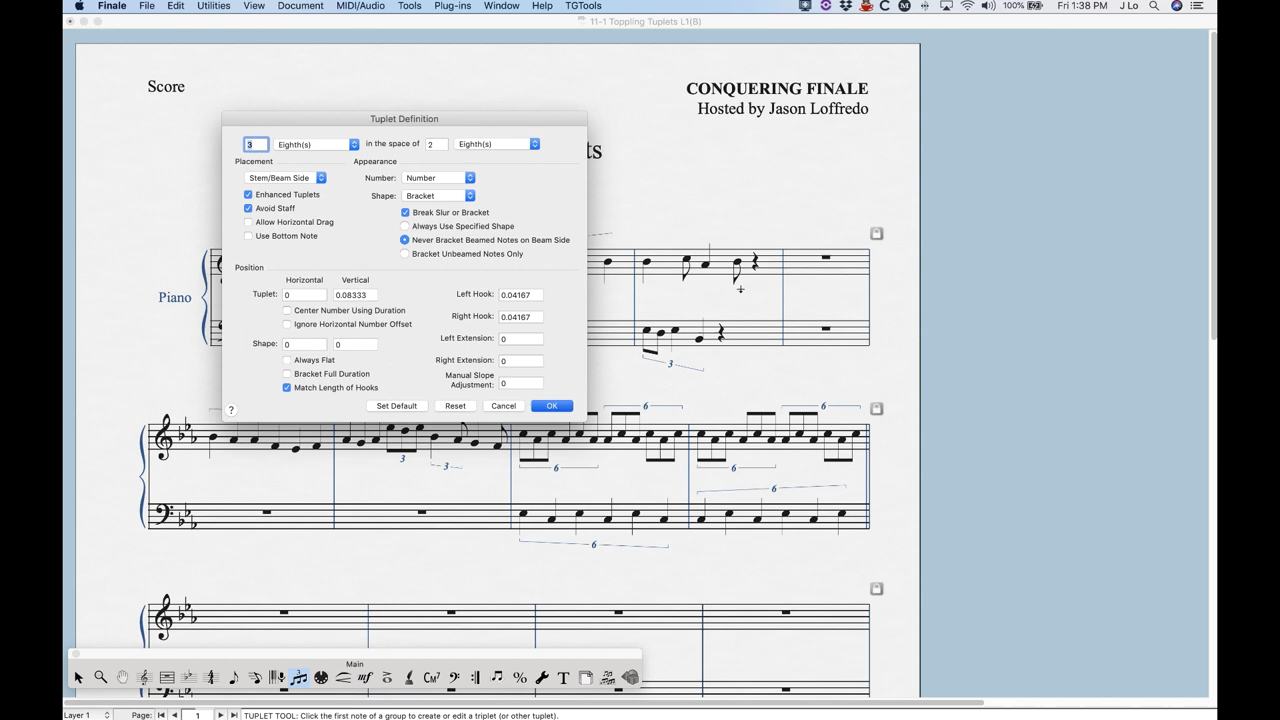 Finale File Edit Utilities View Document MIDI/Audio Tools Plug-ins Window Help TGTools 100% Fri 1:38 PM J Lo
11-1 Toppling Tuplets L1(B)
Score
CONQUERING FINALE
Hosted by Jason Loffredo
ts
Tuplet Definition
3 Eighth(s) in the space of 2 Eighth(s)
Placement Appearance
Stem/Beam Side Number: Number
Enhanced Tuplets Shape: Bracket
Avoid Staff Break Slur or Bracket
Allow Horizontal Drag Always Use Specified Shape
Use Bottom Note Never Bracket Beamed Notes on Beam Side
Bracket Unbeamed Notes Only
Position
Horizontal Vertical
Tuplet: 0 0.08333 Left Hook: 0.04167
Center Number Using Duration Right Hook: 0.04167
Ignore Horizontal Number Offset Left Extension: 0
Shape: 0 0
Always Flat Right Extension: 0
Bracket Full Duration Manual Slope Adjustment: 0
Match Length of Hooks
? Set Default Reset Cancel OK
Piano
3
6 6
3 3 6 6
6
6
Main
3 mf CM7 % T
Layer 1 Page: 1 TUPLET TOOL: Click the first note of a group to create or edit a triplet (or other tuplet).